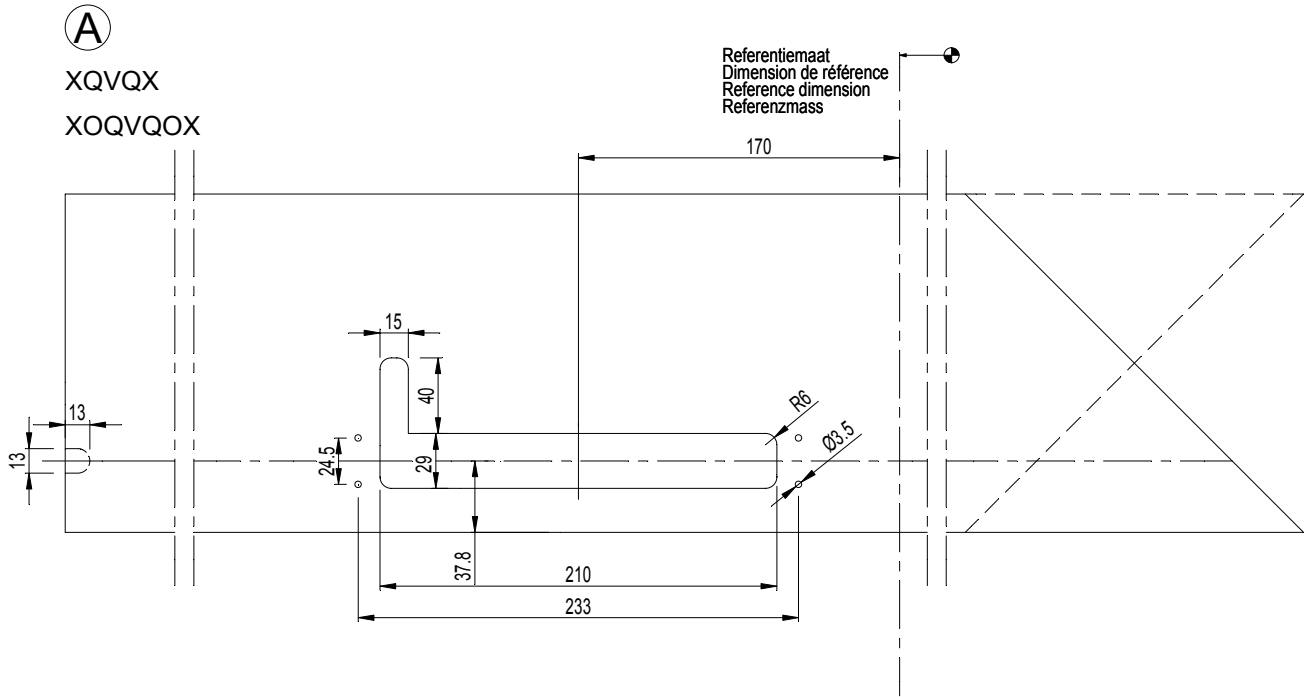 A
XQVQX
XOQVQOX
Referentiemaat
Dimension de référence
Reference dimension
Referenzmass
170
15
40
R6
Ø3.5
13
13
24.5
29
37.8
210
233